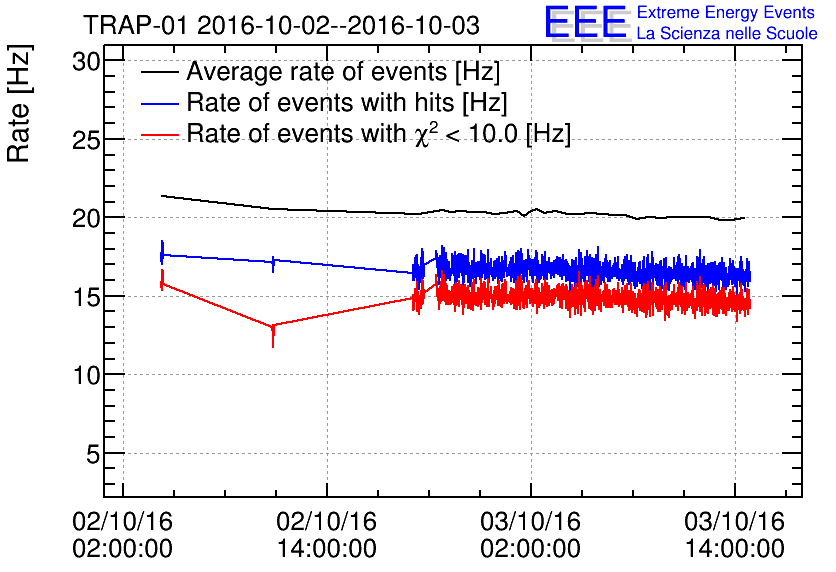 TRAP-01 2016-10-02--2016-10-03
EEE Extreme Energy Events
La Scienza nelle Scuole
Rate [Hz]
Average rate of events [Hz]
Rate of events with hits [Hz]
Rate of events with χ² < 10.0 [Hz]
30
25
20
15
10
5
02/10/16
02:00:00
02/10/16
14:00:00
03/10/16
02:00:00
03/10/16
14:00:00